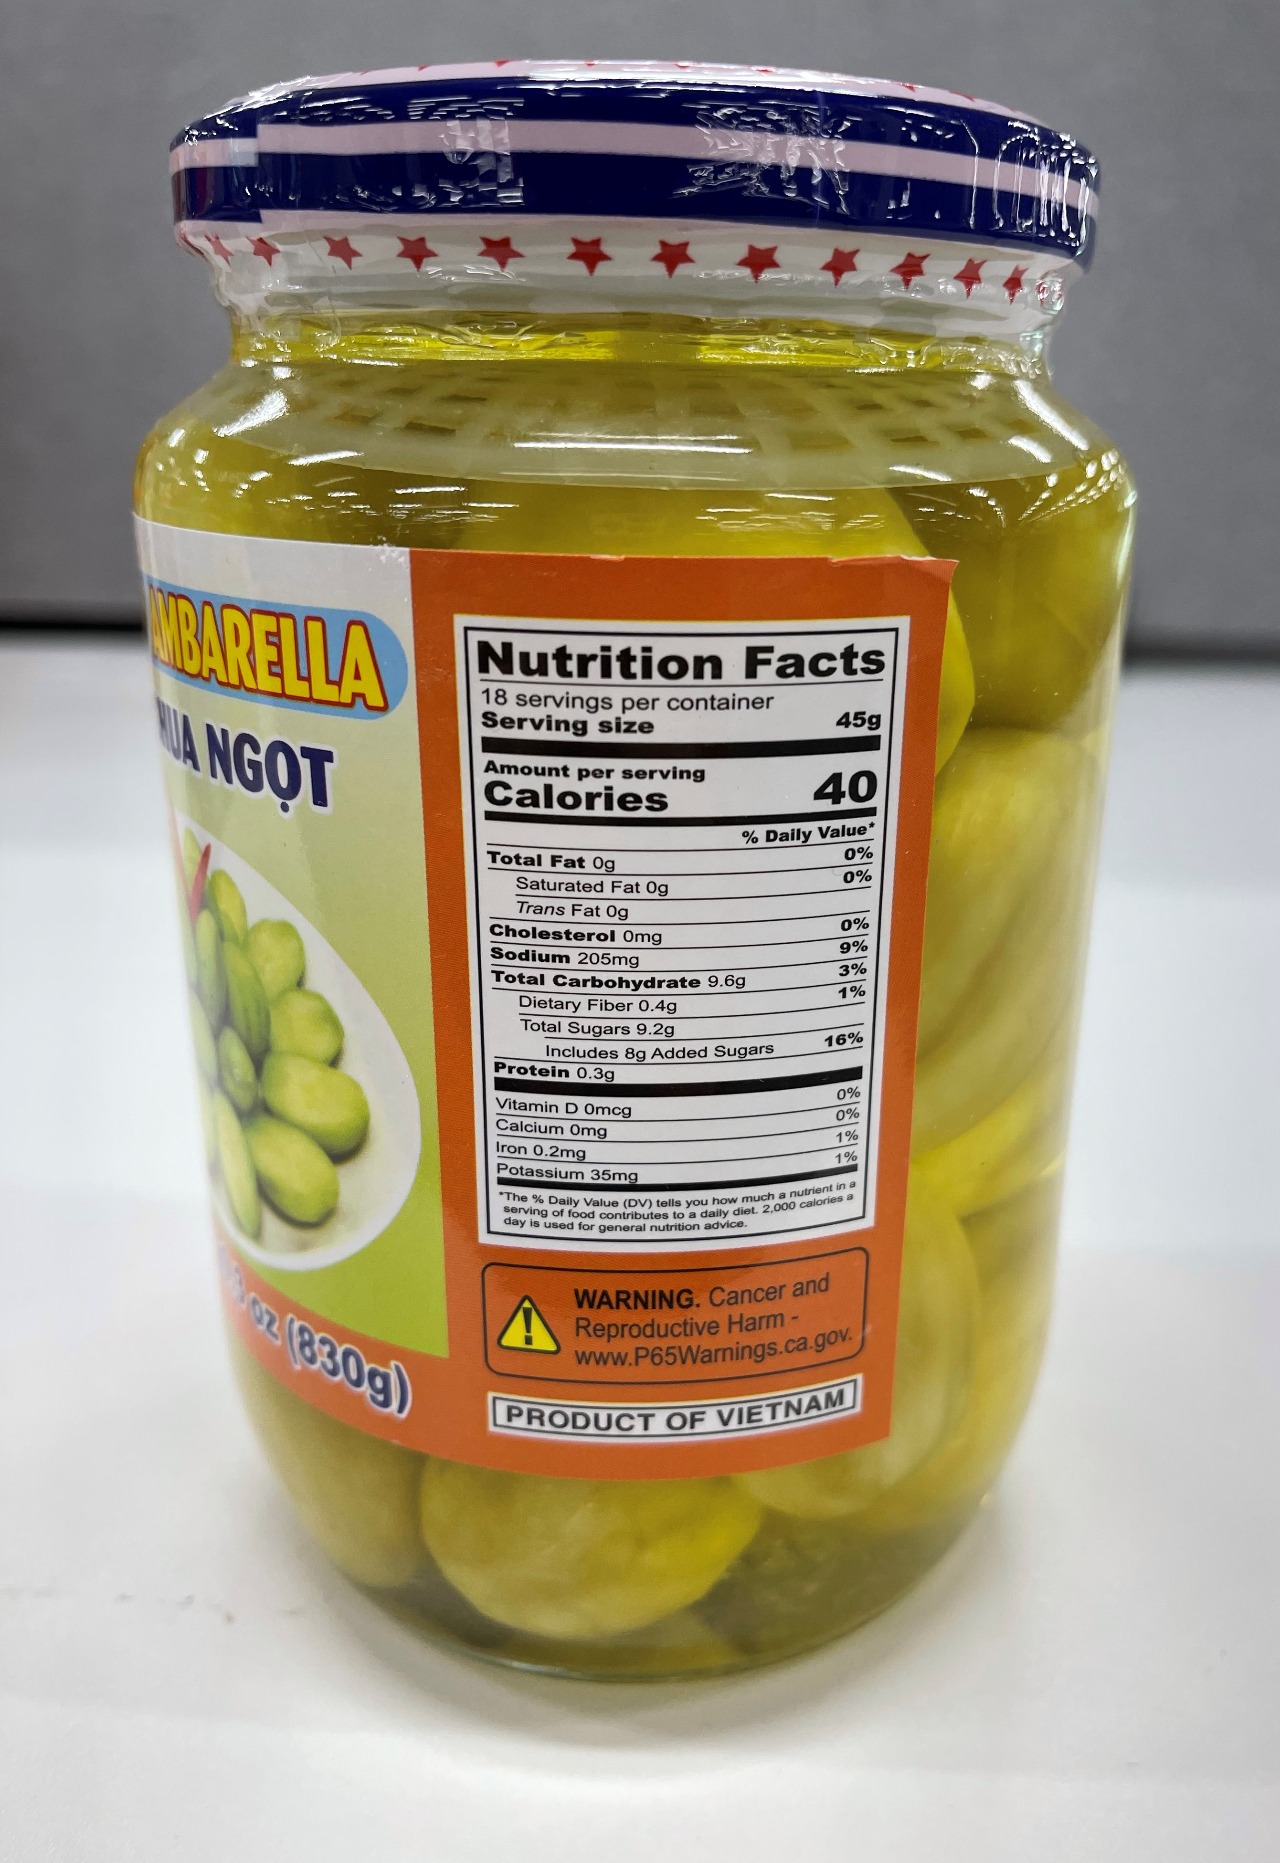 AMBARELLA
NGỌT
oz (830g)
Nutrition Facts
18 servings per container
Serving size 45g
Amount per serving
Calories 40
% Daily Value*
Total Fat 0g 0%
Saturated Fat 0g 0%
Trans Fat 0g
Cholesterol 0mg 0%
Sodium 205mg 9%
Total Carbohydrate 9.6g 3%
Dietary Fiber 0.4g 1%
Total Sugars 9.2g
Includes 8g Added Sugars 16%
Protein 0.3g
Vitamin D 0mcg 0%
Calcium 0mg 0%
Iron 0.2mg 1%
Potassium 35mg 1%
*The % Daily Value (DV) tells you how much a nutrient in a
serving of food contributes to a daily diet. 2,000 calories a
day is used for general nutrition advice.
WARNING. Cancer and
Reproductive Harm -
www.P65Warnings.ca.gov.
PRODUCT OF VIETNAM